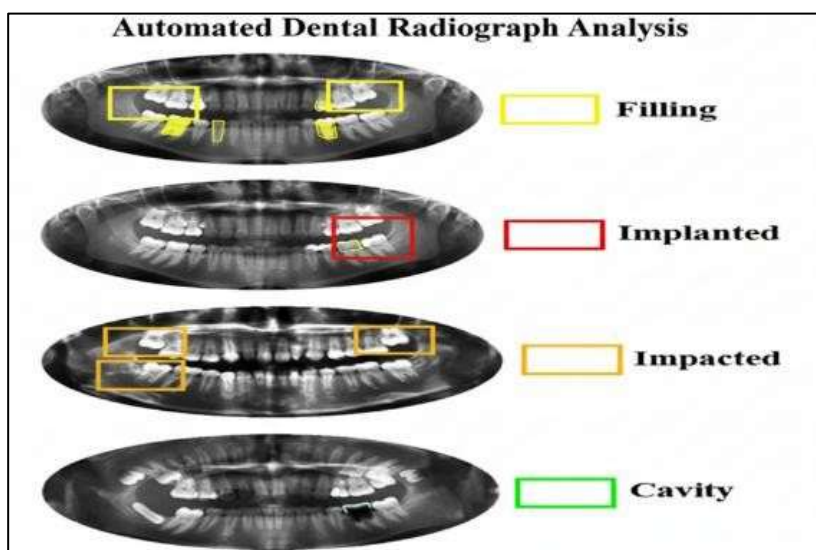 Automated Dental Radiograph Analysis
Filling
Implanted
Impacted
Cavity